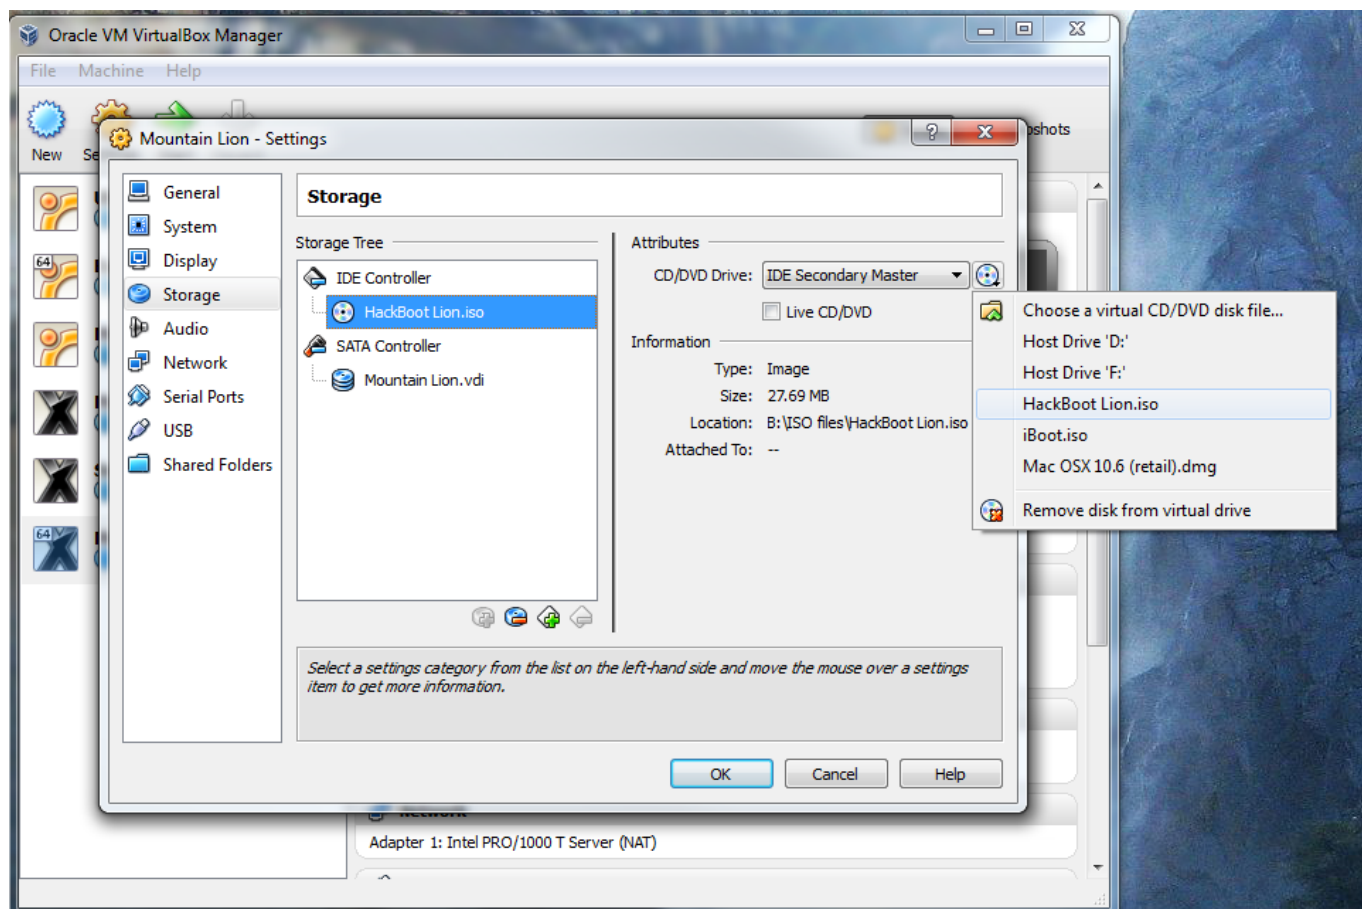 Oracle VM VirtualBox Manager
File Machine Help
New
pshots
Mountain Lion - Settings
General
System
Display
Storage
Audio
Network
Serial Ports
USB
Shared Folders
Storage
Storage Tree
IDE Controller
HackBoot Lion.iso
SATA Controller
Mountain Lion.vdi
Attributes
CD/DVD Drive: IDE Secondary Master
Live CD/DVD
Information
Type: Image
Size: 27.69 MB
Location: B:\ISO files\HackBoot Lion.iso
Attached To: --
Choose a virtual CD/DVD disk file...
Host Drive 'D:'
Host Drive 'F:'
HackBoot Lion.iso
iBoot.iso
Mac OSX 10.6 (retail).dmg
Remove disk from virtual drive
Select a settings category from the list on the left-hand side and move the mouse over a settings
item to get more information.
OK Cancel Help
Network
Adapter 1: Intel PRO/1000 T Server (NAT)
64
64